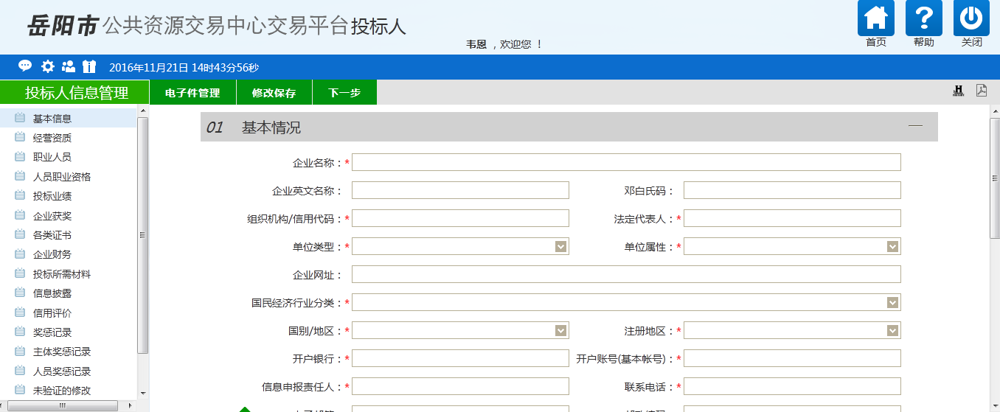 岳阳市公共资源交易中心交易平台投标人
韦恩 ，欢迎您 ！
首页 帮助 关闭
2016年11月21日 14时43分56秒
投标人信息管理
电子件管理 修改保存 下一步
基本信息
经营资质
职业人员
人员职业资格
投标业绩
企业获奖
各类证书
企业财务
投标所需材料
信息披露
信用评价
奖惩记录
主体奖惩记录
人员奖惩记录
未验证的修改
01 基本情况
企业名称：*
企业英文名称： 邓白氏码：
组织机构/信用代码：* 法定代表人：*
单位类型：* 单位属性：*
企业网址：
国民经济行业分类：*
国别/地区：* 注册地区：*
开户银行：* 开户账号(基本帐号)：*
信息申报责任人：* 联系电话：*